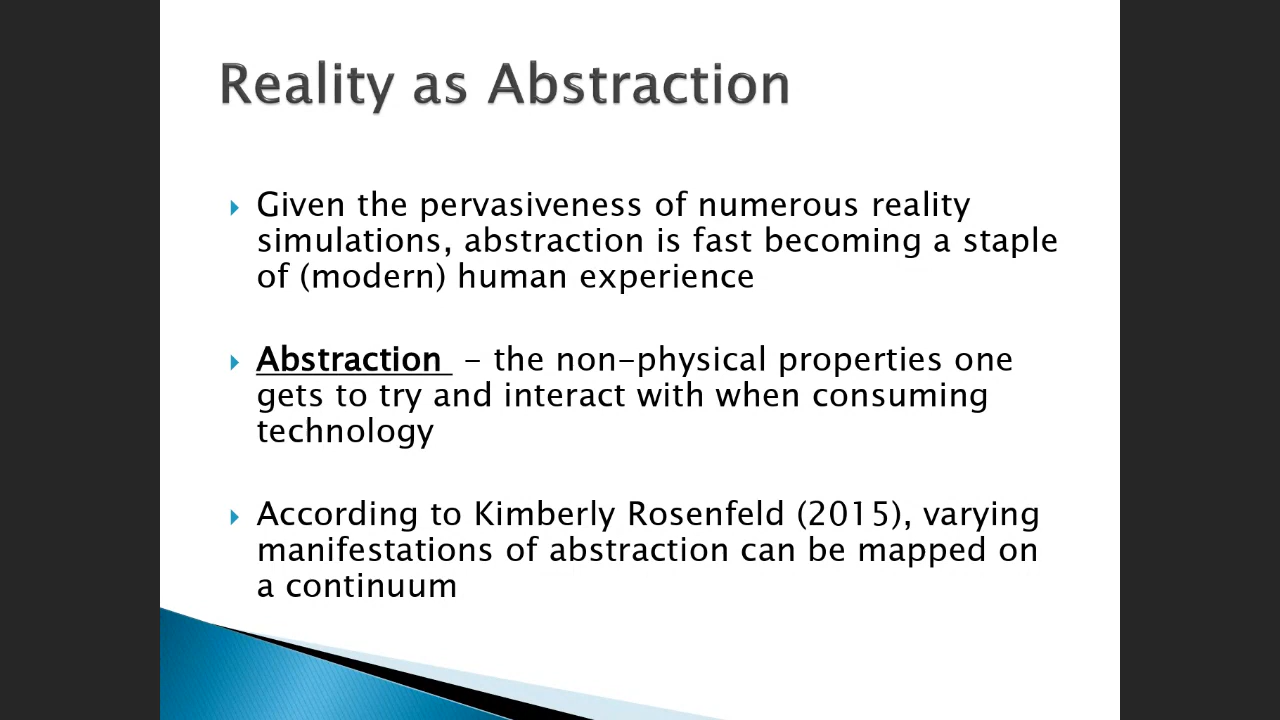 Reality as Abstraction
Given the pervasiveness of numerous reality
simulations, abstraction is fast becoming a staple
of (modern) human experience
Abstraction - the non-physical properties one
gets to try and interact with when consuming
technology
According to Kimberly Rosenfeld (2015), varying
manifestations of abstraction can be mapped on
a continuum